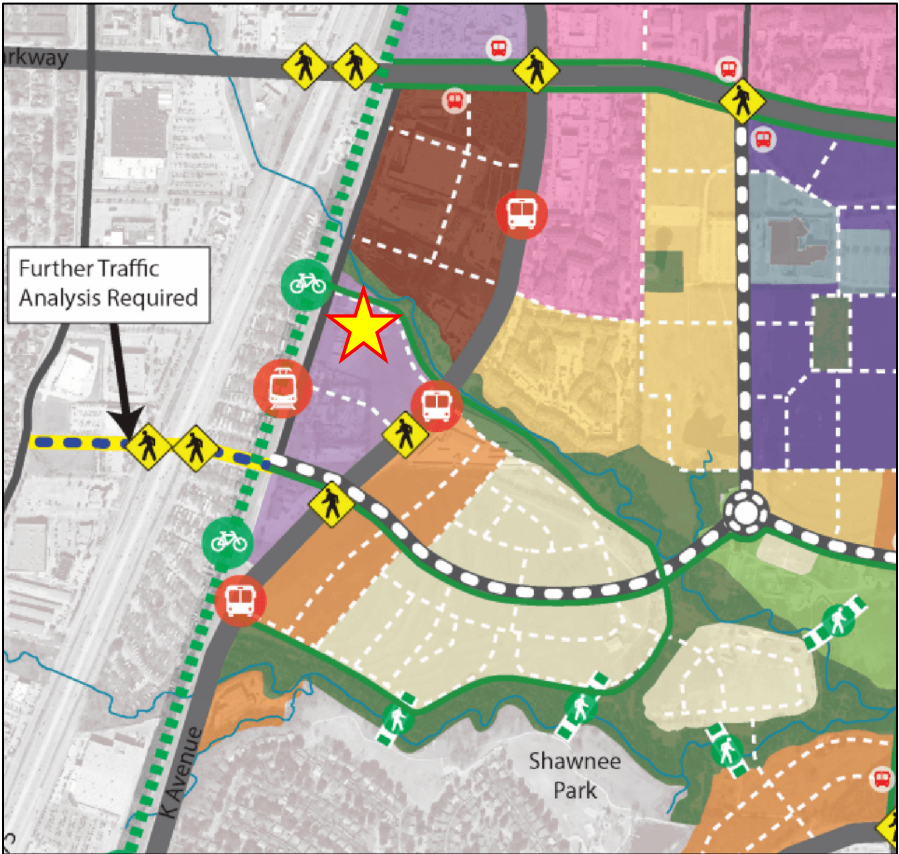 arkway
Further Traffic
Analysis Required
Shawnee
Park
K Avenue
S